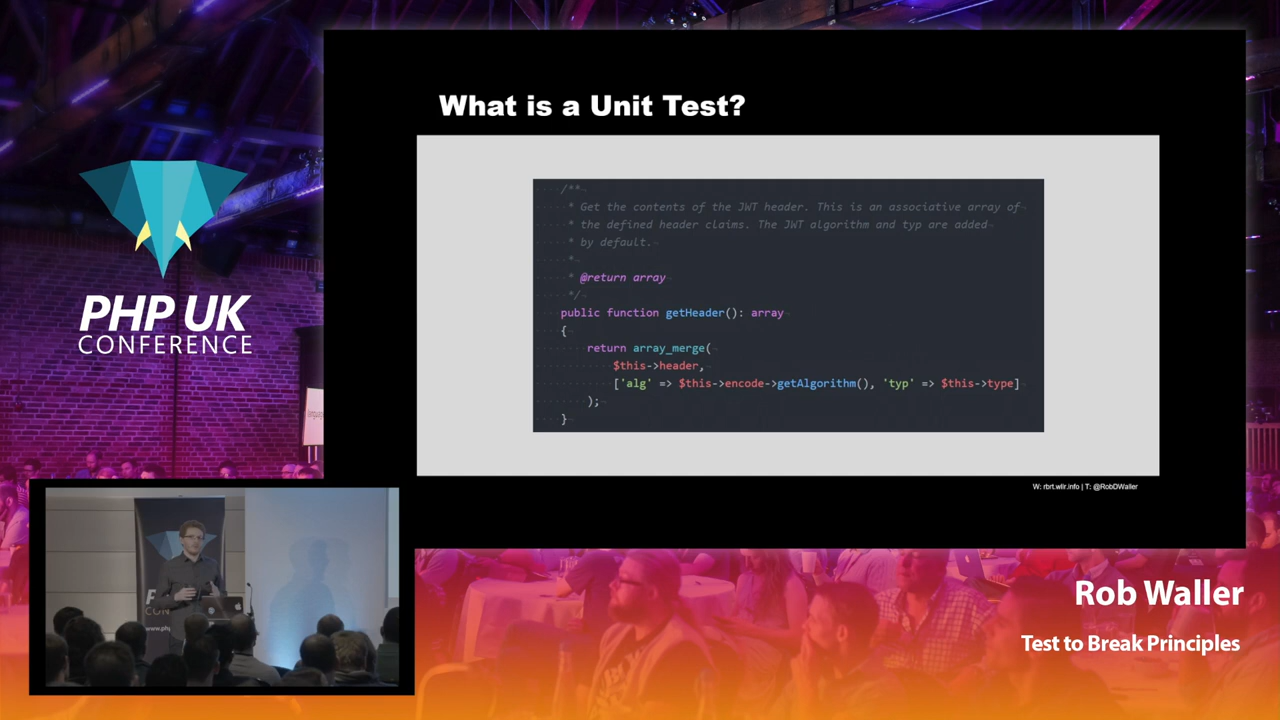 What is a Unit Test?
/**
* Get the contents of the JWT header. This is an associative array of
* the defined header claims. The JWT algorithm and typ are added
* by default.
*
* @return array
*/
public function getHeader(): array
{
return array_merge(
$this->header,
['alg' => $this->encode->getAlgorithm(), 'typ' => $this->type]
);
}
W: rbrt.wllr.info | T: @RobDWaller
PHP UK
CONFERENCE
Rob Waller
Test to Break Principles